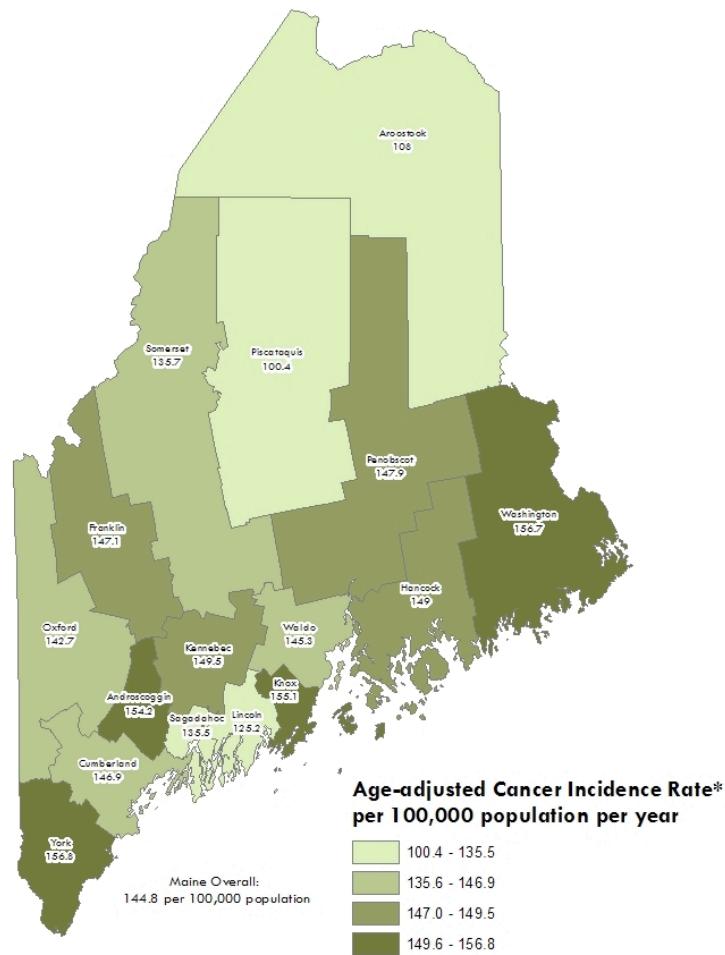 Aroostook
108
Somerset
135.7
Piscataquis
100.4
Penobscot
147.9
Washington
156.7
Franklin
147.1
Hancock
149
Oxford
142.7
Waldo
145.3
Kennebec
149.5
Knox
155.1
Androscoggin
154.2
Sagadahoc
135.5
Lincoln
125.2
Cumberland
146.9
York
156.8
Maine Overall:
144.8 per 100,000 population
Age-adjusted Cancer Incidence Rate*
per 100,000 population per year
100.4 - 135.5
135.6 - 146.9
147.0 - 149.5
149.6 - 156.8